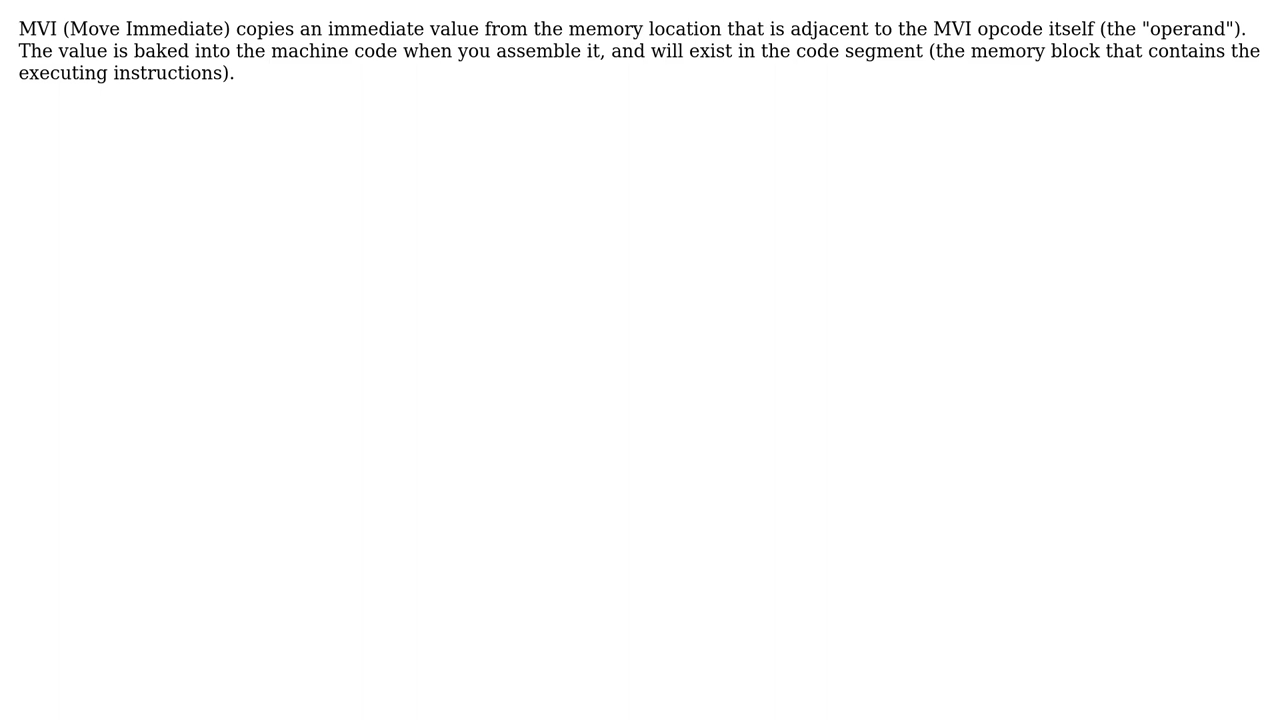 MVI (Move Immediate) copies an immediate value from the memory location that is adjacent to the MVI opcode itself (the "operand").
The value is baked into the machine code when you assemble it, and will exist in the code segment (the memory block that contains the
executing instructions).